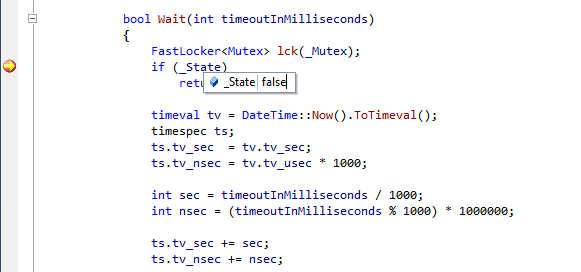 bool Wait(int timeoutInMilliseconds)
{
FastLocker<Mutex> lck(_Mutex);
if (_State)
_State false
timeval tv = DateTime::Now().ToTimeval();
timespec ts;
ts.tv_sec  = tv.tv_sec;
ts.tv_nsec = tv.tv_usec * 1000;
int sec = timeoutInMilliseconds / 1000;
int nsec = (timeoutInMilliseconds % 1000) * 1000000;
ts.tv_sec += sec;
ts.tv_nsec += nsec;